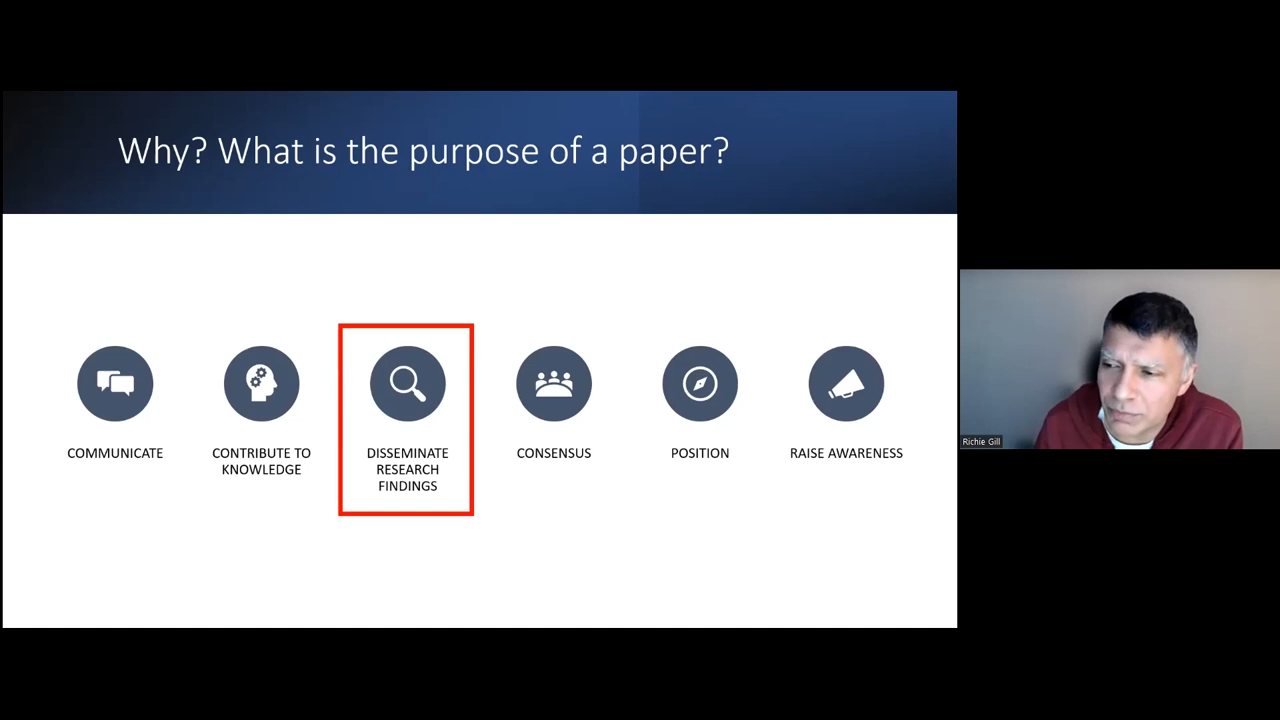 Why? What is the purpose of a paper?
COMMUNICATE
CONTRIBUTE TO
KNOWLEDGE
DISSEMINATE
RESEARCH
FINDINGS
CONSENSUS
POSITION
RAISE AWARENESS
Richie Gill